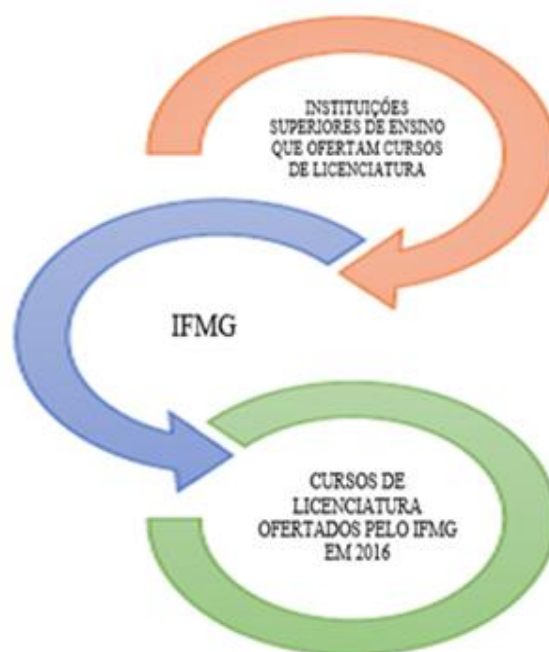 INSTITUIÇÕES
SUPERIORES DE ENSINO
QUE OFERTAM CURSOS
DE LICENCIATURA
IFMG
CURSOS DE
LICENCIATURA
OFERTADOS PELO IFMG
EM 2016